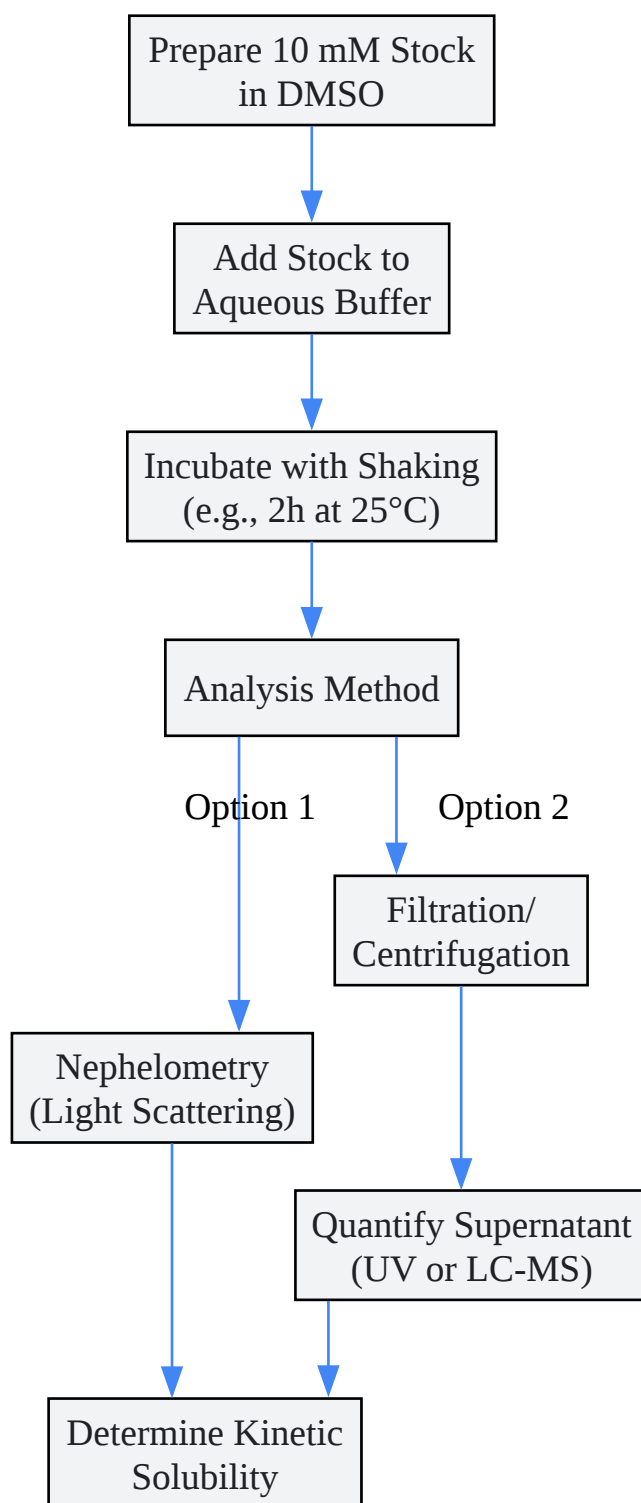 Prepare 10 mM Stock
in DMSO
Add Stock to
Aqueous Buffer
Incubate with Shaking
(e.g., 2h at 25°C)
Analysis Method
Option 1
Option 2
Filtration/
Centrifugation
Nephelometry
(Light Scattering)
Quantify Supernatant
(UV or LC-MS)
Determine Kinetic
Solubility